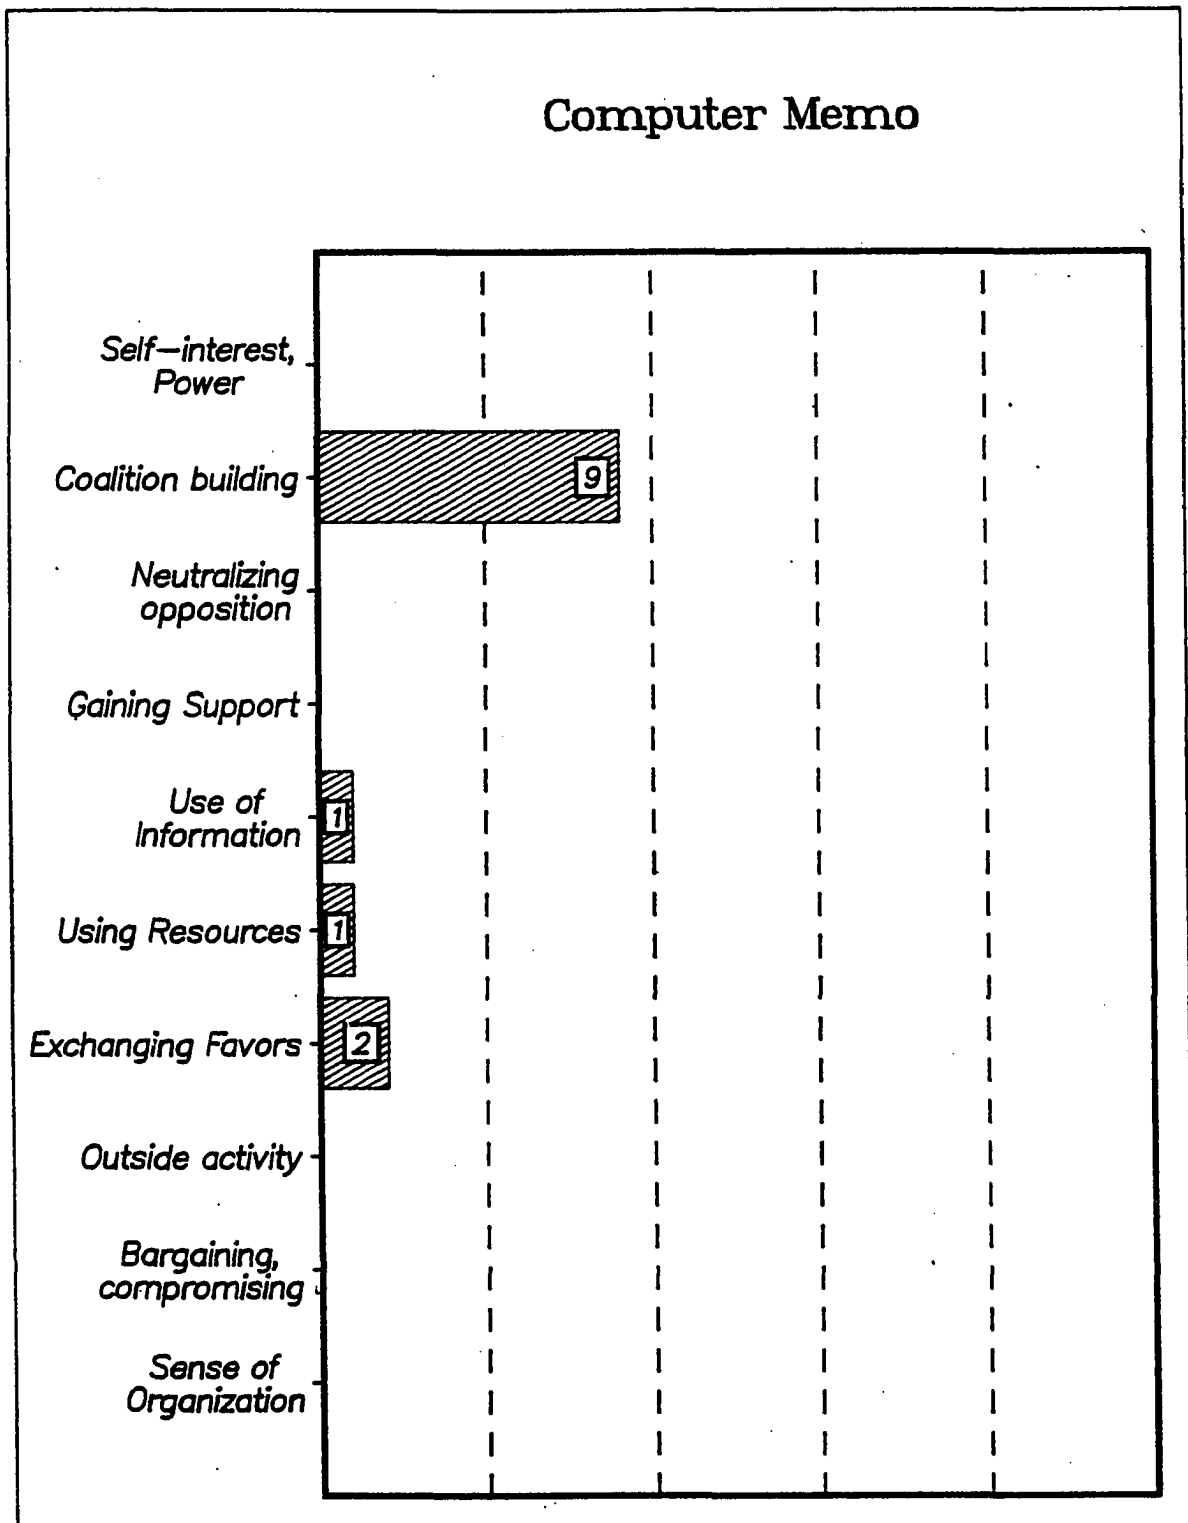 Computer Memo
Self-interest,
Power
Coalition building
9
Neutralizing
opposition
Gaining Support
Use of
Information
1
Using Resources
1
Exchanging Favors
2
Outside activity
Bargaining,
compromising
Sense of
Organization